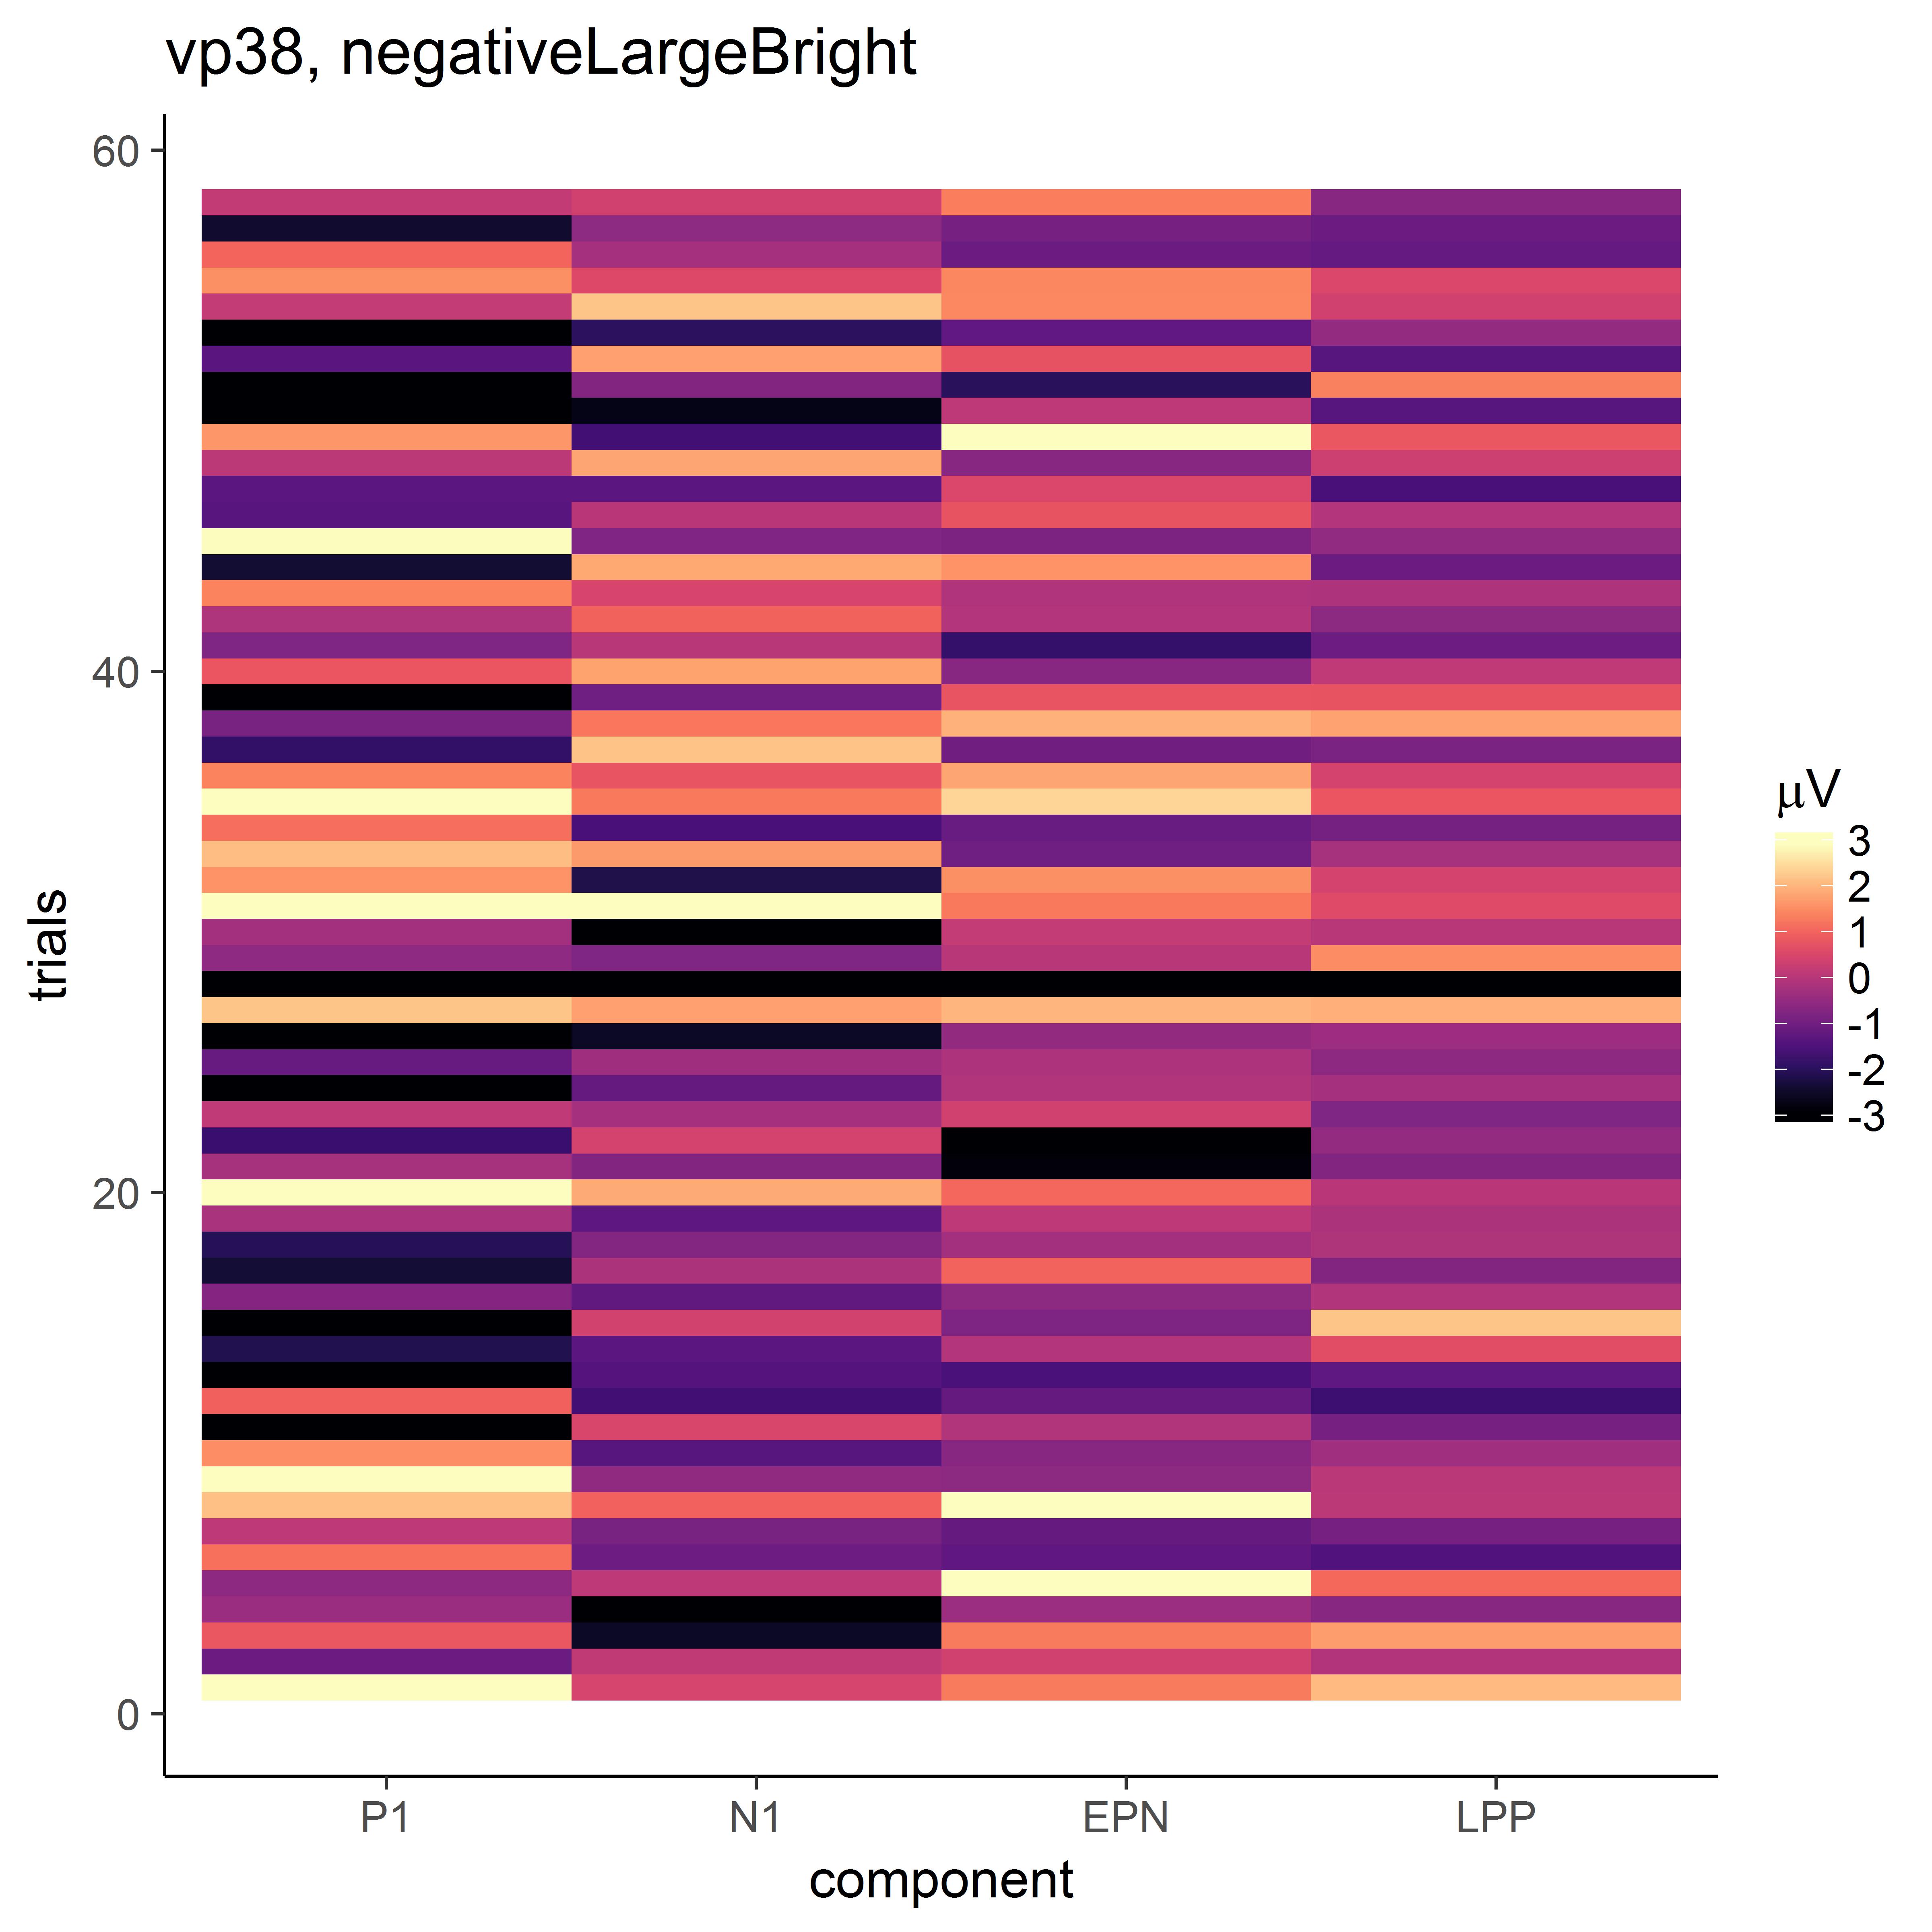 vp38, negativeLargeBright
60
40
20
0
trials
P1 N1 EPN LPP
component
μV
3
2
1
0
-1
-2
-3